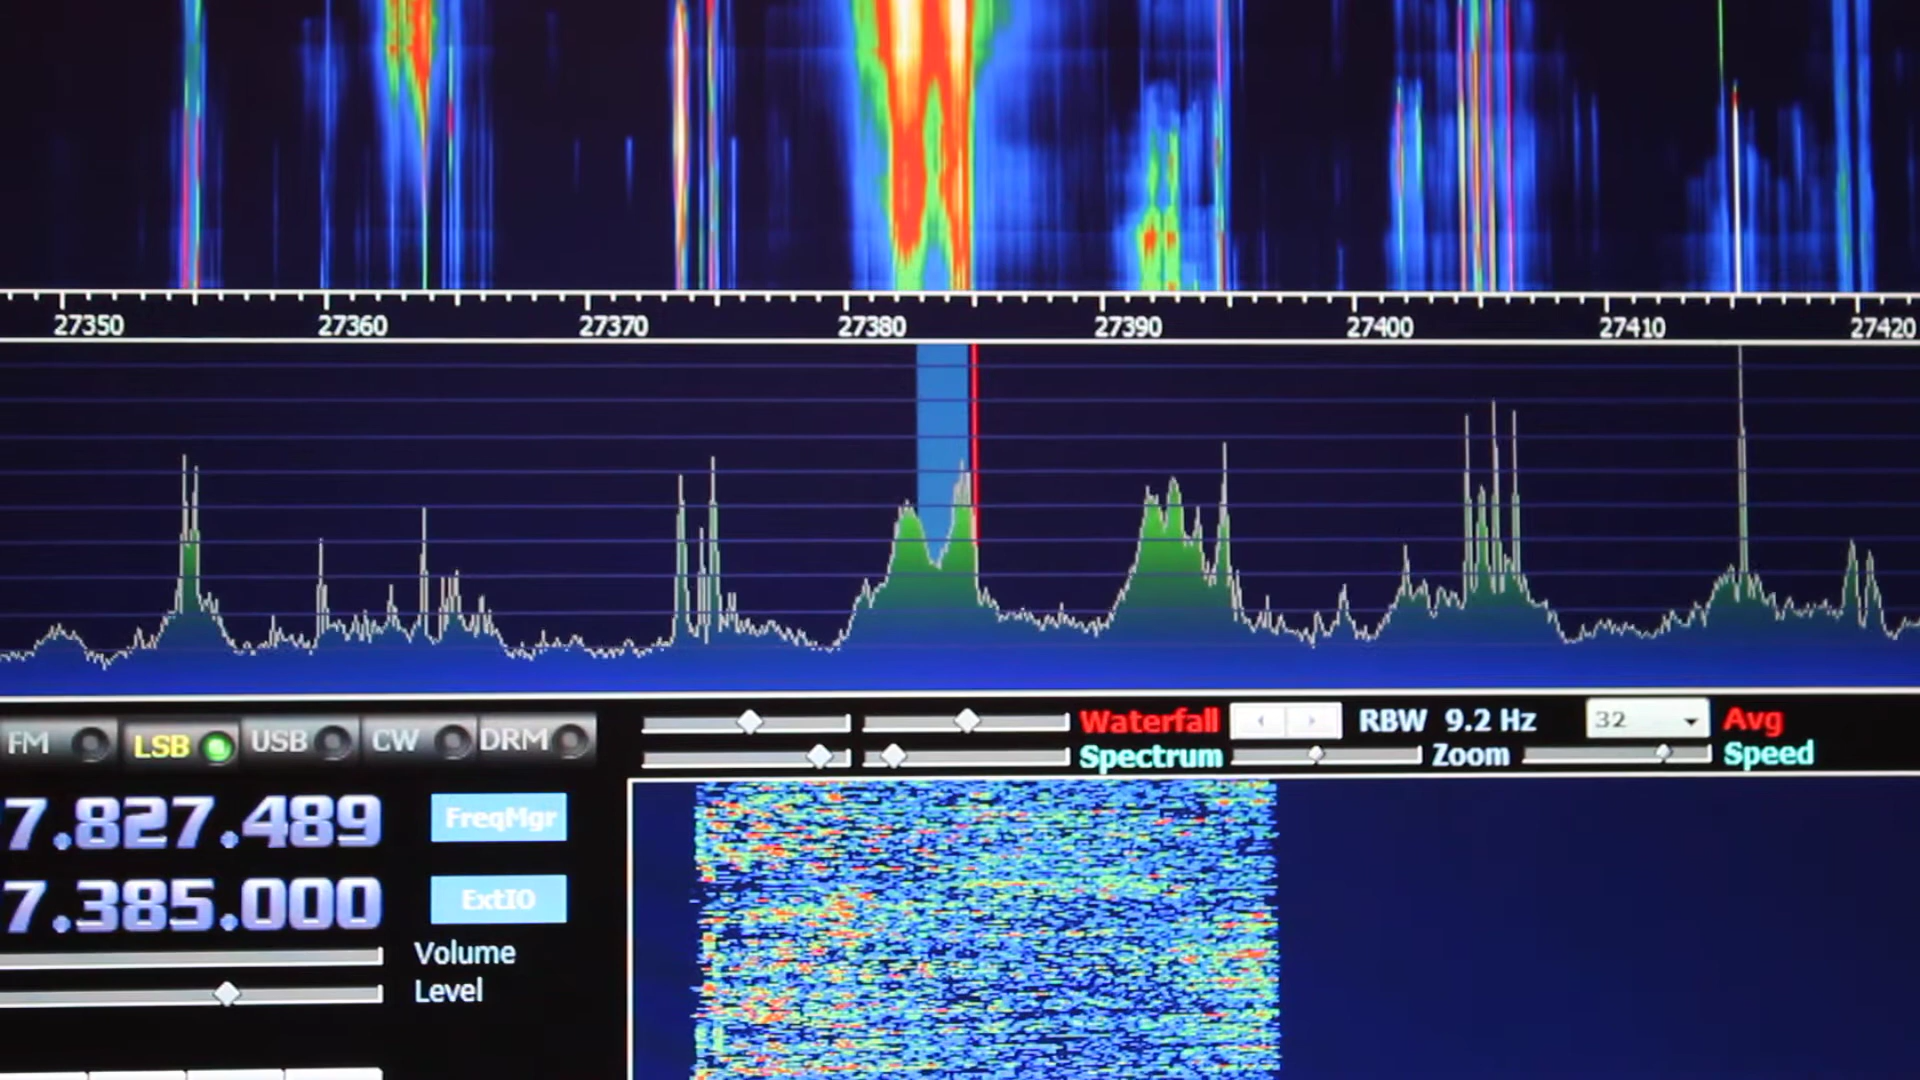 27350 27360 27370 27380 27390 27400 27410 27420
FM LSB USB CW DRM Waterfall RBW 9.2 Hz 32 Avg
Spectrum Zoom Speed
7.827.489 FreqMgr
7.385.000 ExtIO
Volume
Level